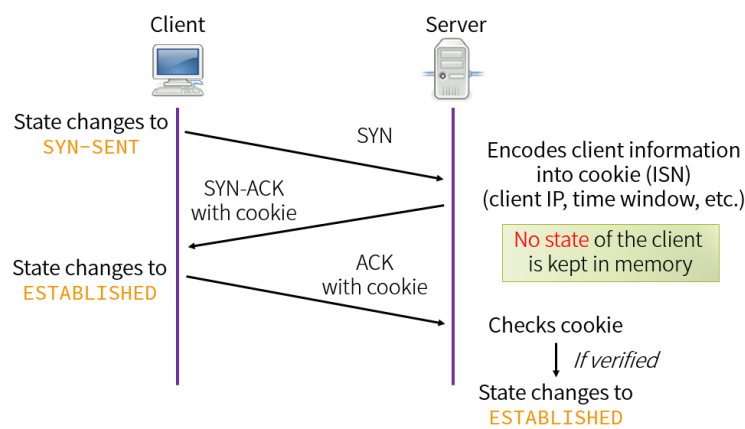 Client
Server
State changes to
SYN-SENT
SYN
Encodes client information
into cookie (ISN)
(client IP, time window, etc.)
SYN-ACK
with cookie
No state of the client
is kept in memory
State changes to
ESTABLISHED
ACK
with cookie
Checks cookie
If verified
State changes to
ESTABLISHED